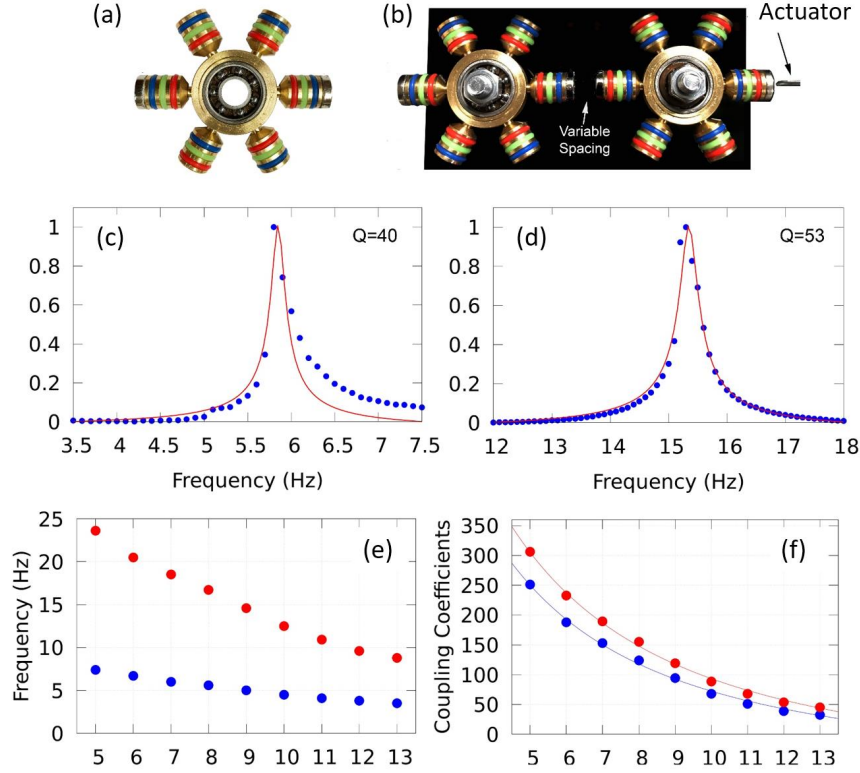 (a)
(b)
Actuator
Variable
Spacing
(c)
Q=40
1
0.8
0.6
0.4
0.2
0
3.5 4 4.5 5 5.5 6 6.5 7 7.5
Frequency (Hz)
(d)
Q=53
1
0.8
0.6
0.4
0.2
0
12 13 14 15 16 17 18
Frequency (Hz)
(e)
Frequency (Hz)
25
20
15
10
5
0
5 6 7 8 9 10 11 12 13
(f)
Coupling Coefficients
350
300
250
200
150
100
50
0
5 6 7 8 9 10 11 12 13